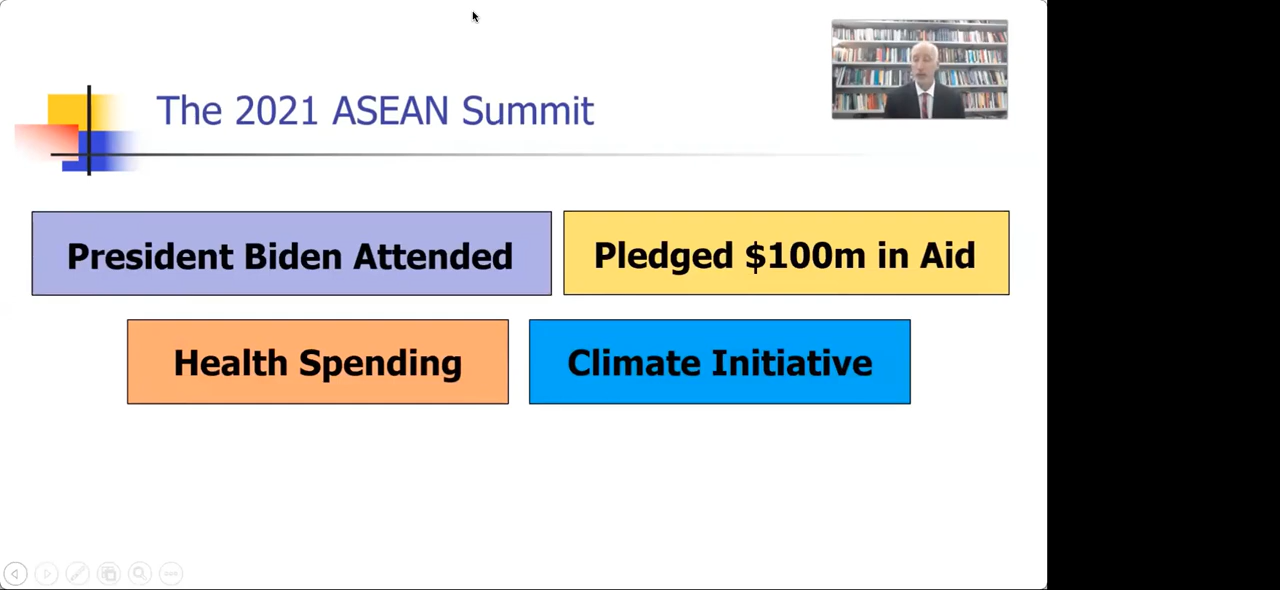 The 2021 ASEAN Summit
President Biden Attended
Pledged $100m in Aid
Health Spending
Climate Initiative